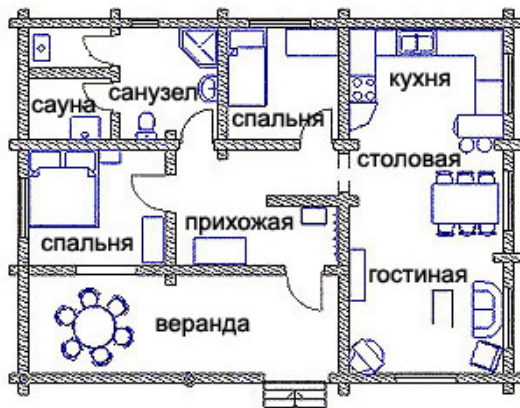 кухня
сауна
санузел
спальня
столовая
прихожая
спальня
гостиная
веранда